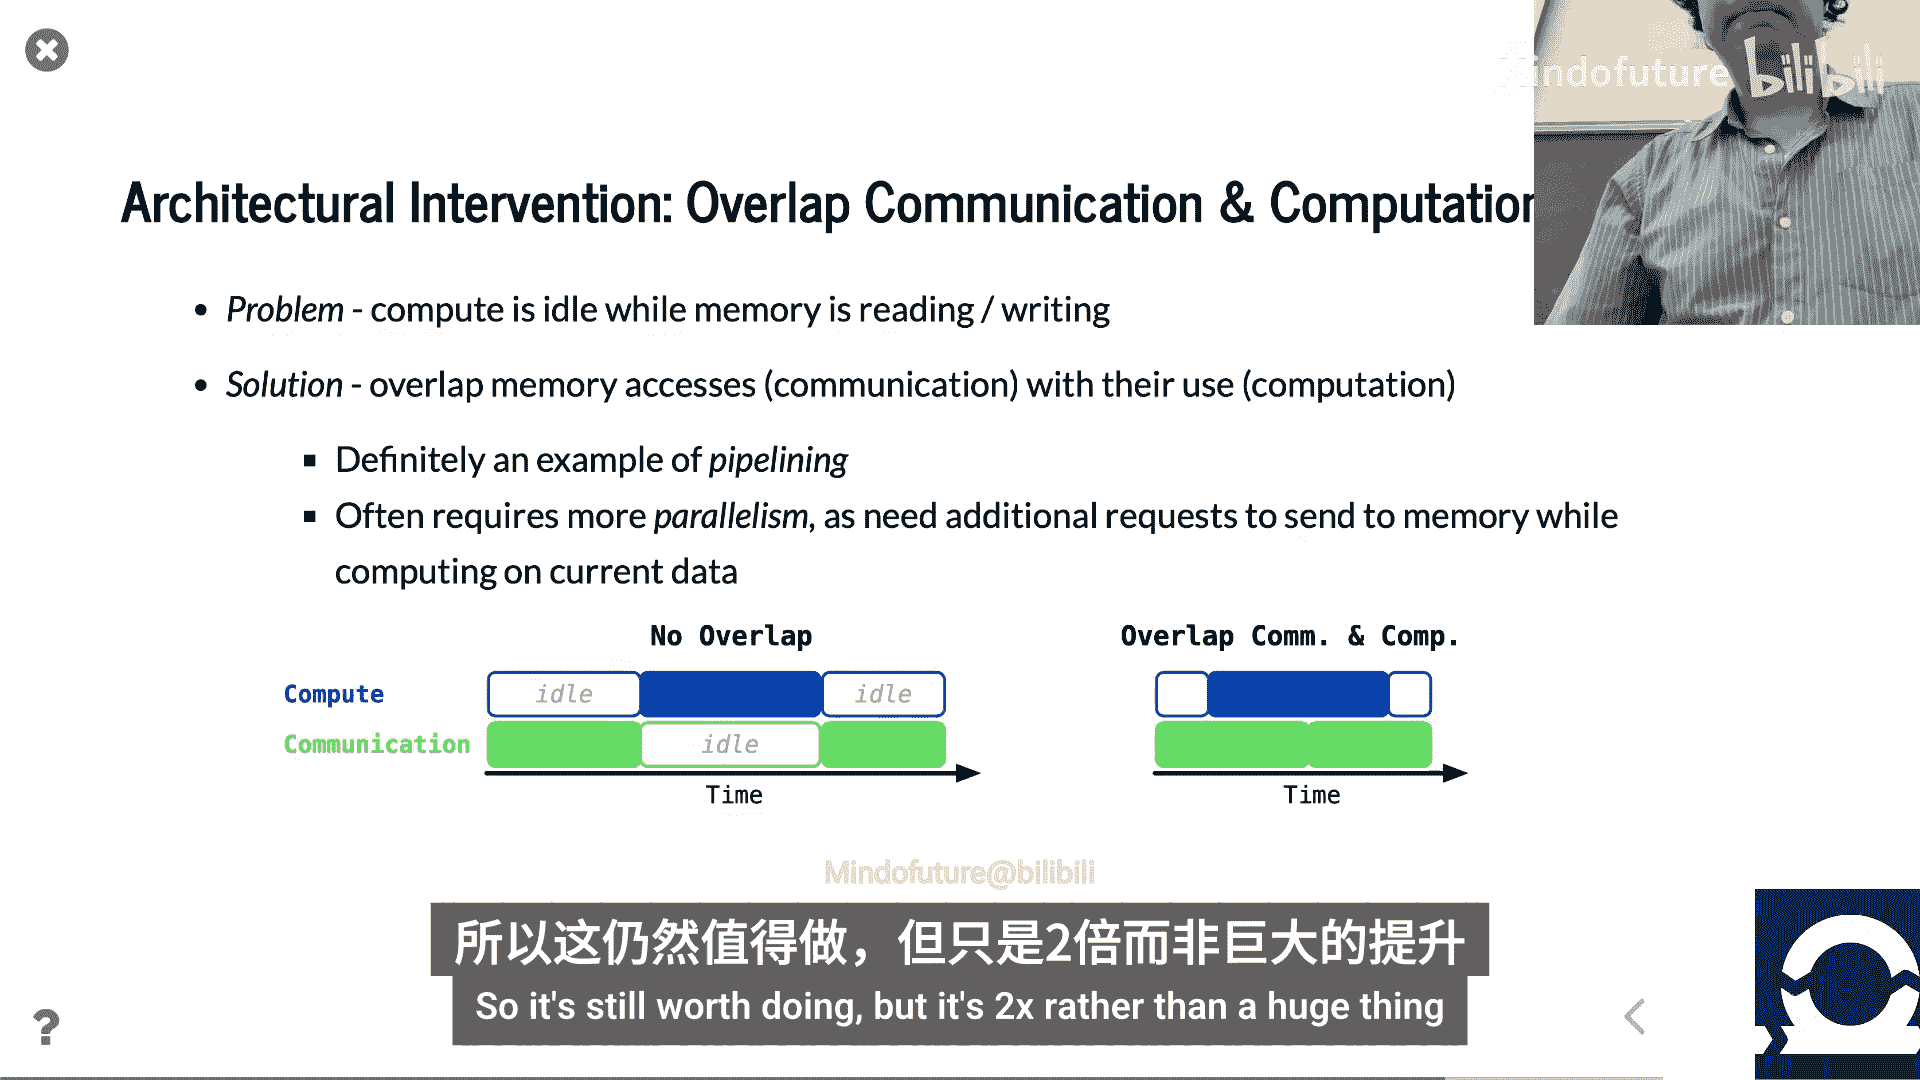 indofuture bilibili
Architectural Intervention: Overlap Communication & Computation
• Problem - compute is idle while memory is reading / writing
• Solution - overlap memory accesses (communication) with their use (computation)
▪ Definitely an example of pipelining
▪ Often requires more parallelism, as need additional requests to send to memory while
computing on current data
No Overlap
Overlap Comm. & Comp.
Compute
idle
idle
Communication
idle
Time
Time
Mindofuture@bilibili
所以这仍然值得做，但只是2倍而非巨大的提升
So it's still worth doing, but it's 2x rather than a huge thing
?